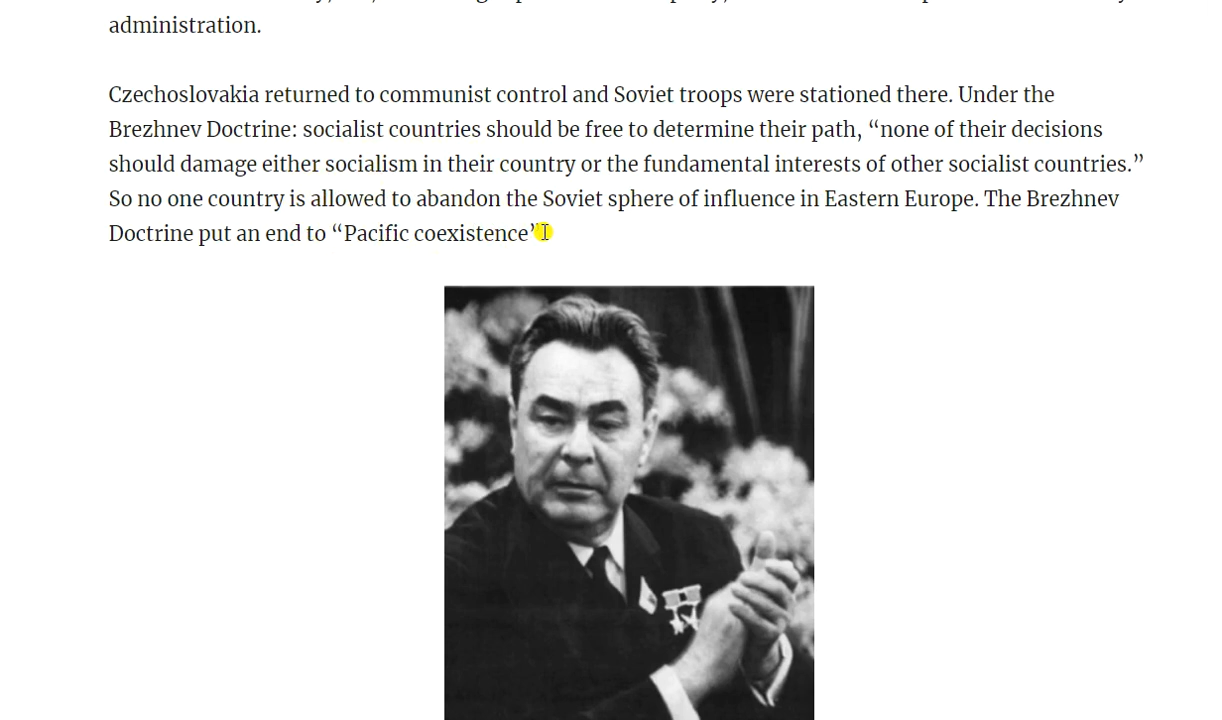 administration.
Czechoslovakia returned to communist control and Soviet troops were stationed there. Under the
Brezhnev Doctrine: socialist countries should be free to determine their path, “none of their decisions
should damage either socialism in their country or the fundamental interests of other socialist countries.”
So no one country is allowed to abandon the Soviet sphere of influence in Eastern Europe. The Brezhnev
Doctrine put an end to “Pacific coexistence”